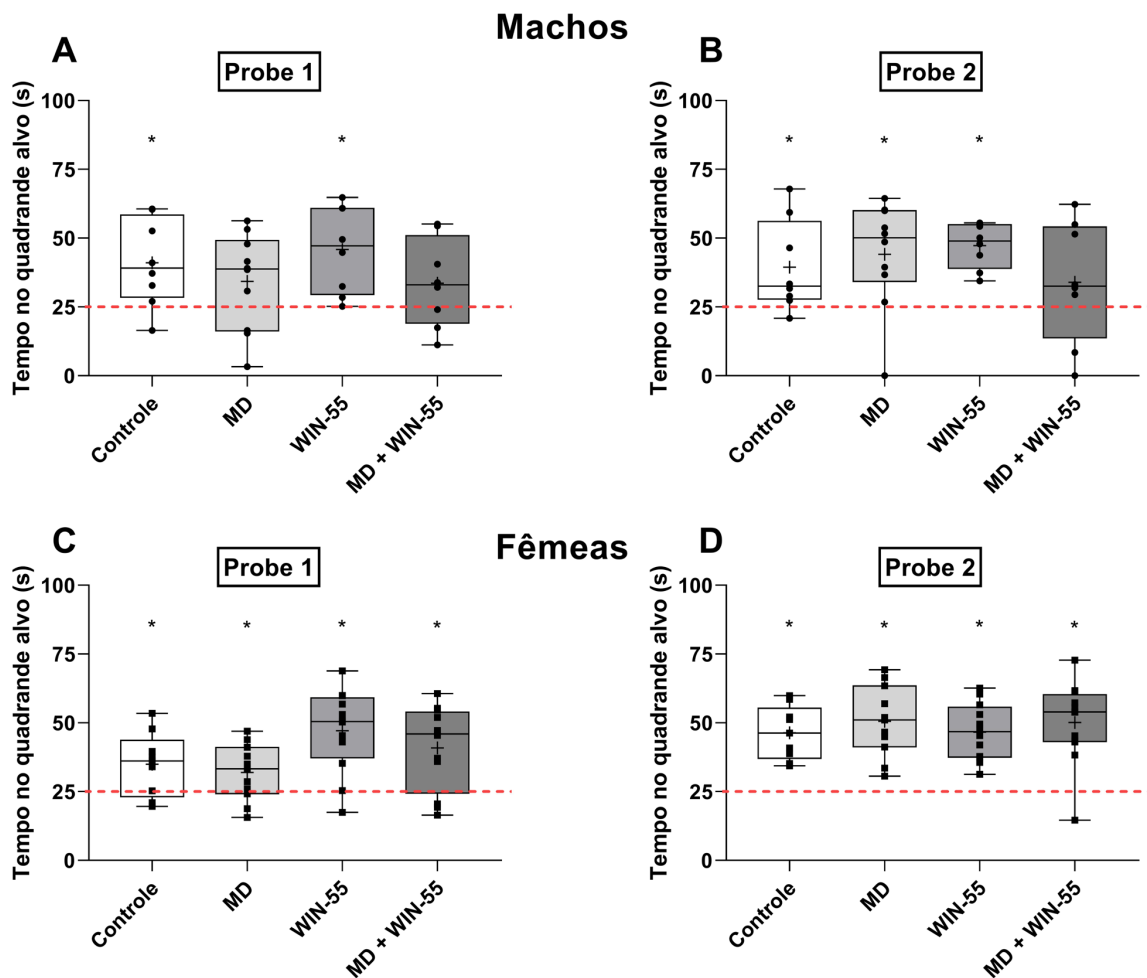 Machos
A
Probe 1
Tempo no quadrande alvo (s)
100
75
50
25
0
* *
Controle
MD
WIN-55
MD + WIN-55
B
Probe 2
Tempo no quadrande alvo (s)
100
75
50
25
0
* * *
Controle
MD
WIN-55
MD + WIN-55
Fêmeas
C
Probe 1
Tempo no quadrande alvo (s)
100
75
50
25
0
* * * *
Controle
MD
WIN-55
MD + WIN-55
D
Probe 2
Tempo no quadrande alvo (s)
100
75
50
25
0
* * * *
Controle
MD
WIN-55
MD + WIN-55